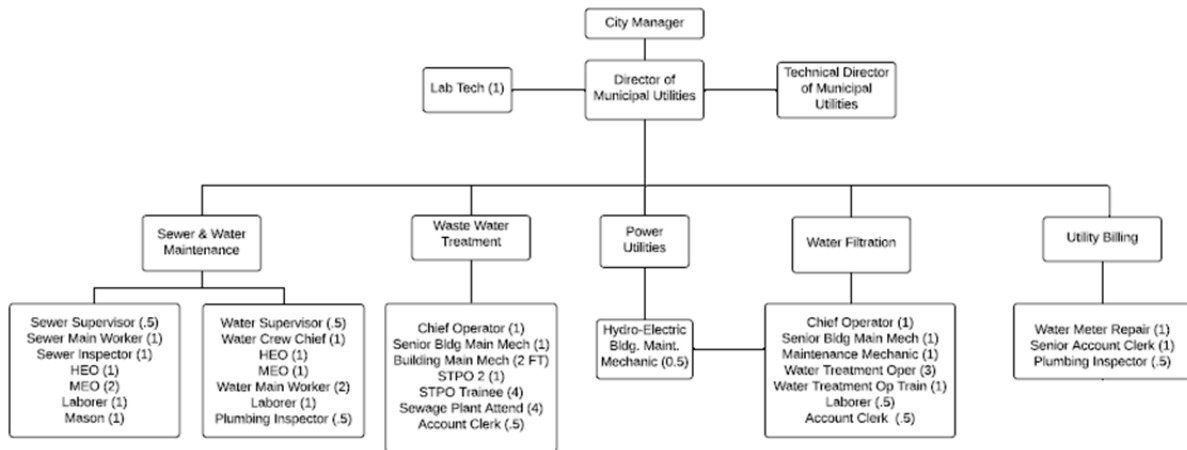 City Manager
Lab Tech (1)
Director of
Municipal Utilities
Technical Director
of Municipal
Utilities
Sewer & Water
Maintenance
Waste Water
Treatment
Power
Utilities
Water Filtration
Utility Billing
Sewer Supervisor (.5)
Sewer Main Worker (1)
Sewer Inspector (1)
HEO (1)
MEO (2)
Laborer (1)
Mason (1)
Water Supervisor (.5)
Water Crew Chief (1)
HEO (1)
MEO (1)
Water Main Worker (2)
Laborer (1)
Plumbing Inspector (.5)
Chief Operator (1)
Senior Bldg Main Mech (1)
Building Main Mech (2 FT)
STPO 2 (1)
STPO Trainee (4)
Sewage Plant Attend (4)
Account Clerk (.5)
Hydro-Electric
Bldg. Maint.
Mechanic (0.5)
Chief Operator (1)
Senior Bldg Main Mech (1)
Maintenance Mechanic (1)
Water Treatment Oper (3)
Water Treatment Op Train (1)
Laborer (.5)
Account Clerk (.5)
Water Meter Repair (1)
Senior Account Clerk (1)
Plumbing Inspector (.5)